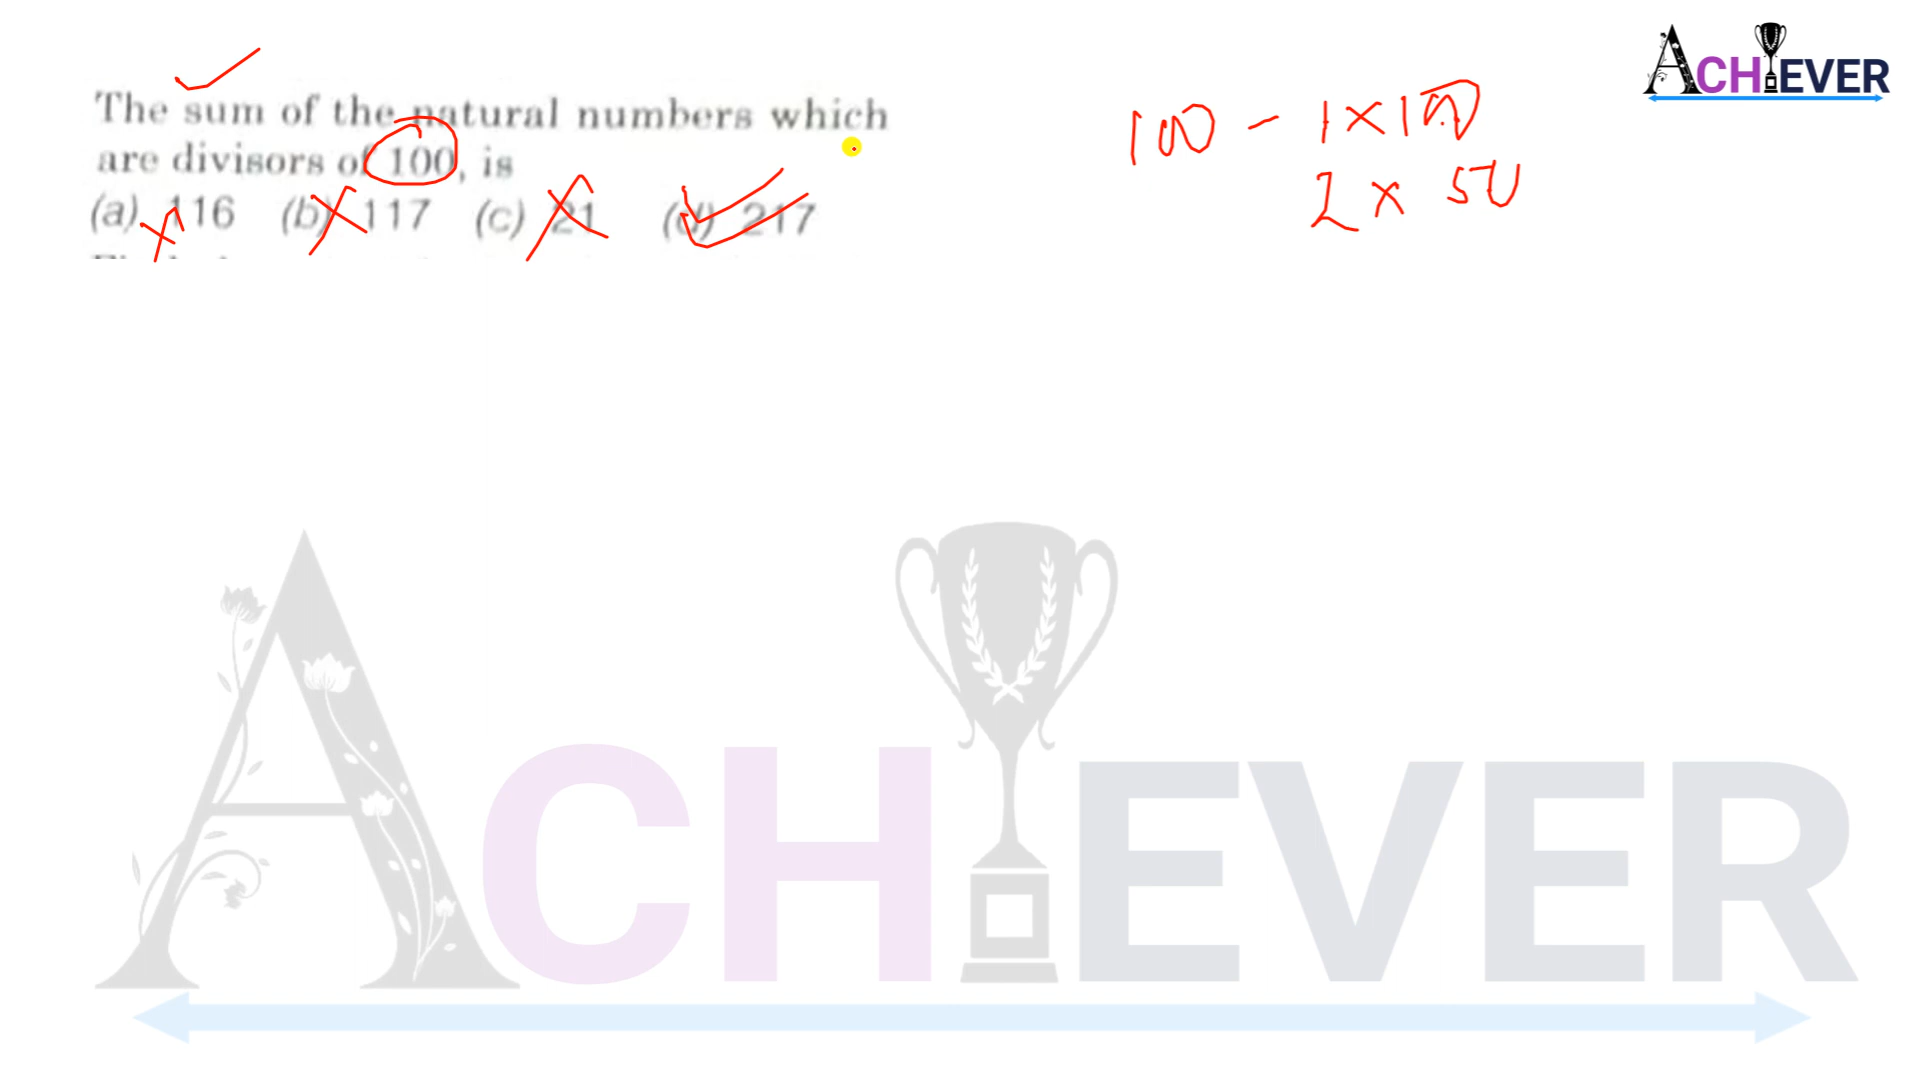 ACHIEVER
The sum of the natural numbers which
are divisors of 100, is
(a) 116 (b) 117 (c) 21 (d) 217
100 - 1 x 100
2 x 50
ACHIEVER